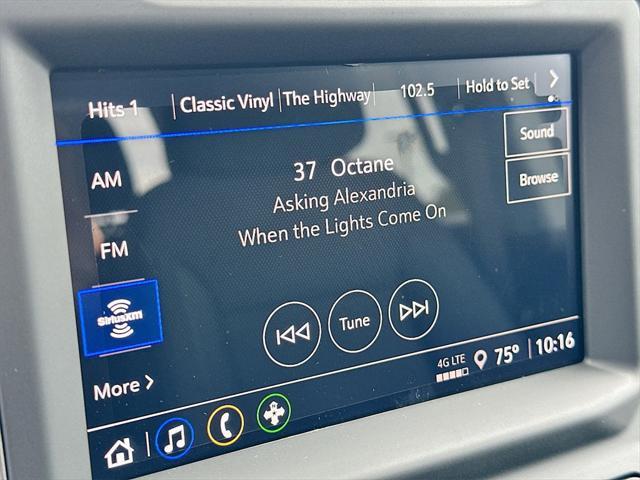 Hits 1 Classic Vinyl The Highway 102.5 Hold to Set
Sound
AM
37 Octane
Browse
Asking Alexandria
FM
When the Lights Come On
SiriusXM
Tune
More
4G LTE
75° 10:16